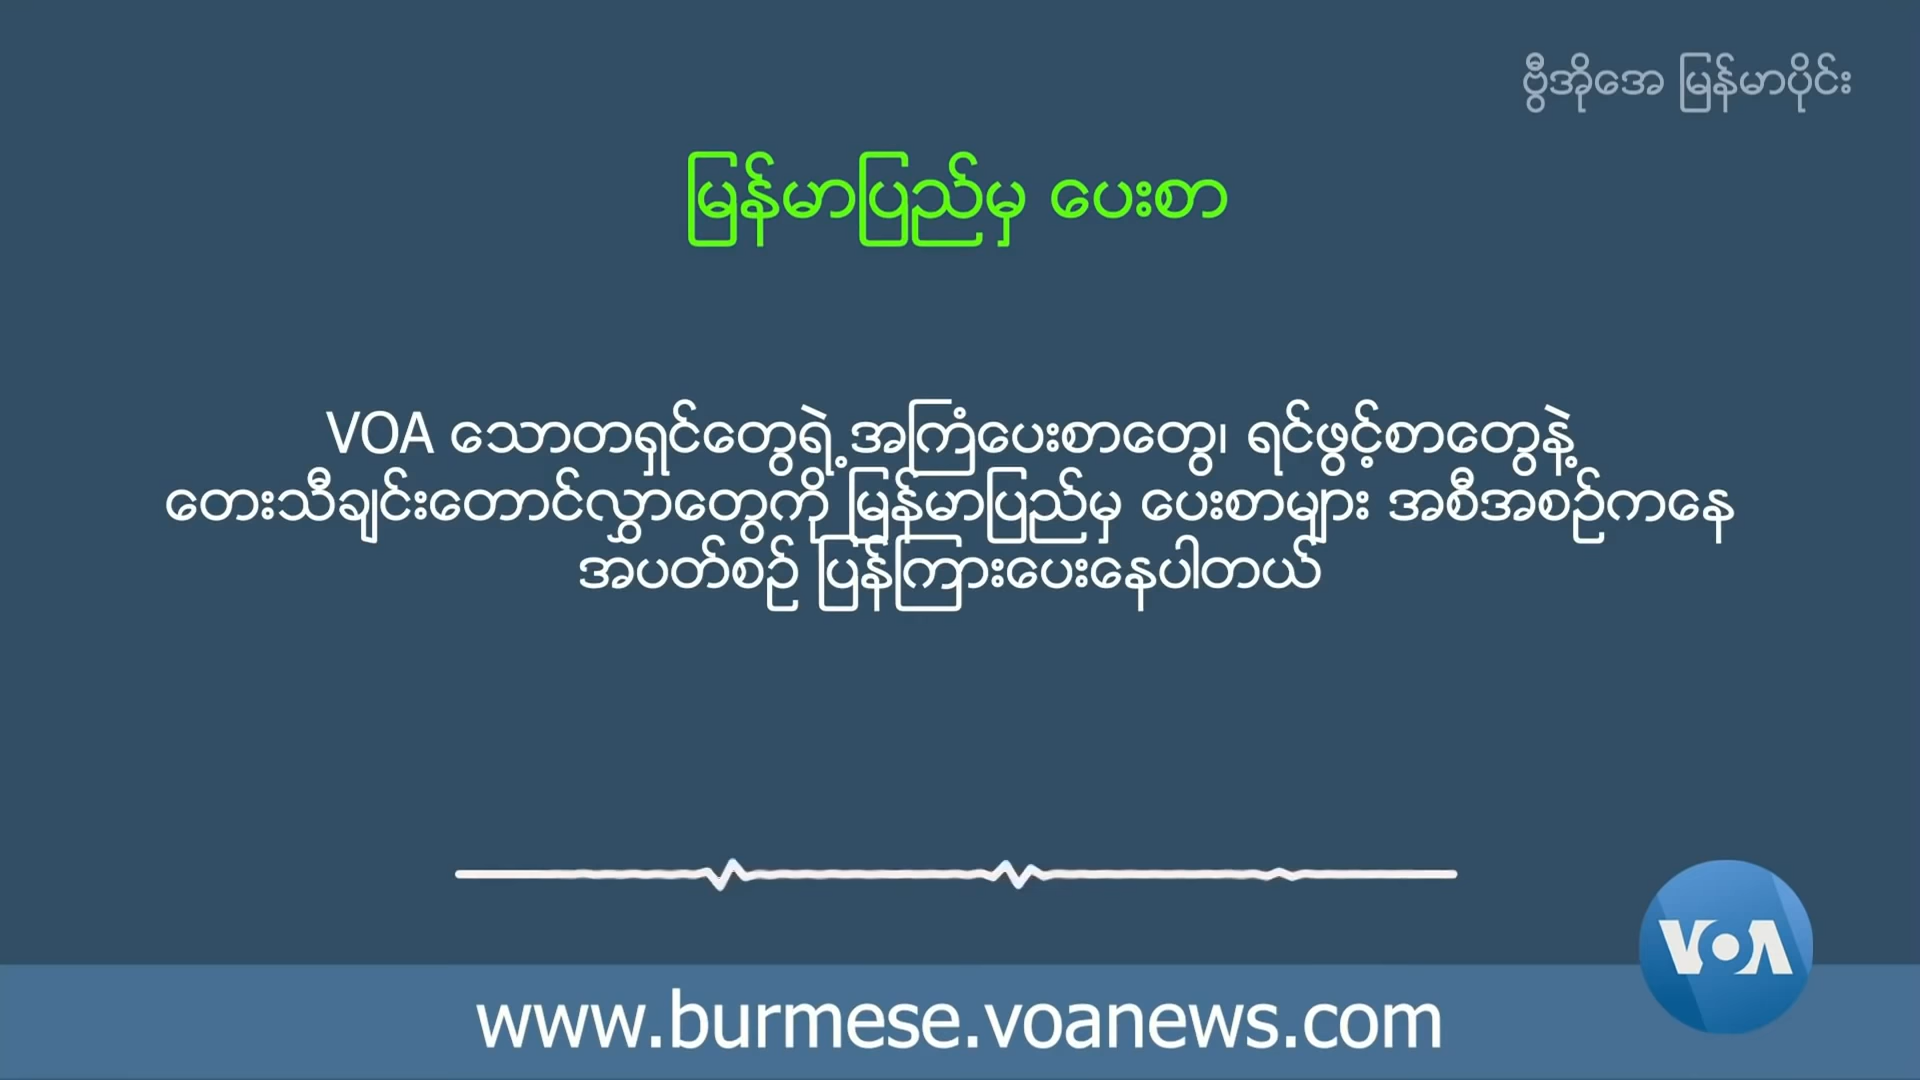 ဗွီအိုအေ မြန်မာပိုင်း
မြန်မာပြည်မှ ပေးစာ
VOA သောတရှင်တွေရဲ့ အကြံပေးစာတွေ၊ ရင်ဖွင့်စာတွေနဲ့
တေးသီချင်းတောင်းလွှာတွေကို မြန်မာပြည်မှ ပေးစာများ အစီအစဉ်ကနေ
အပတ်စဉ် ပြန်ကြားပေးနေပါတယ်
VOA
www.burmese.voanews.com